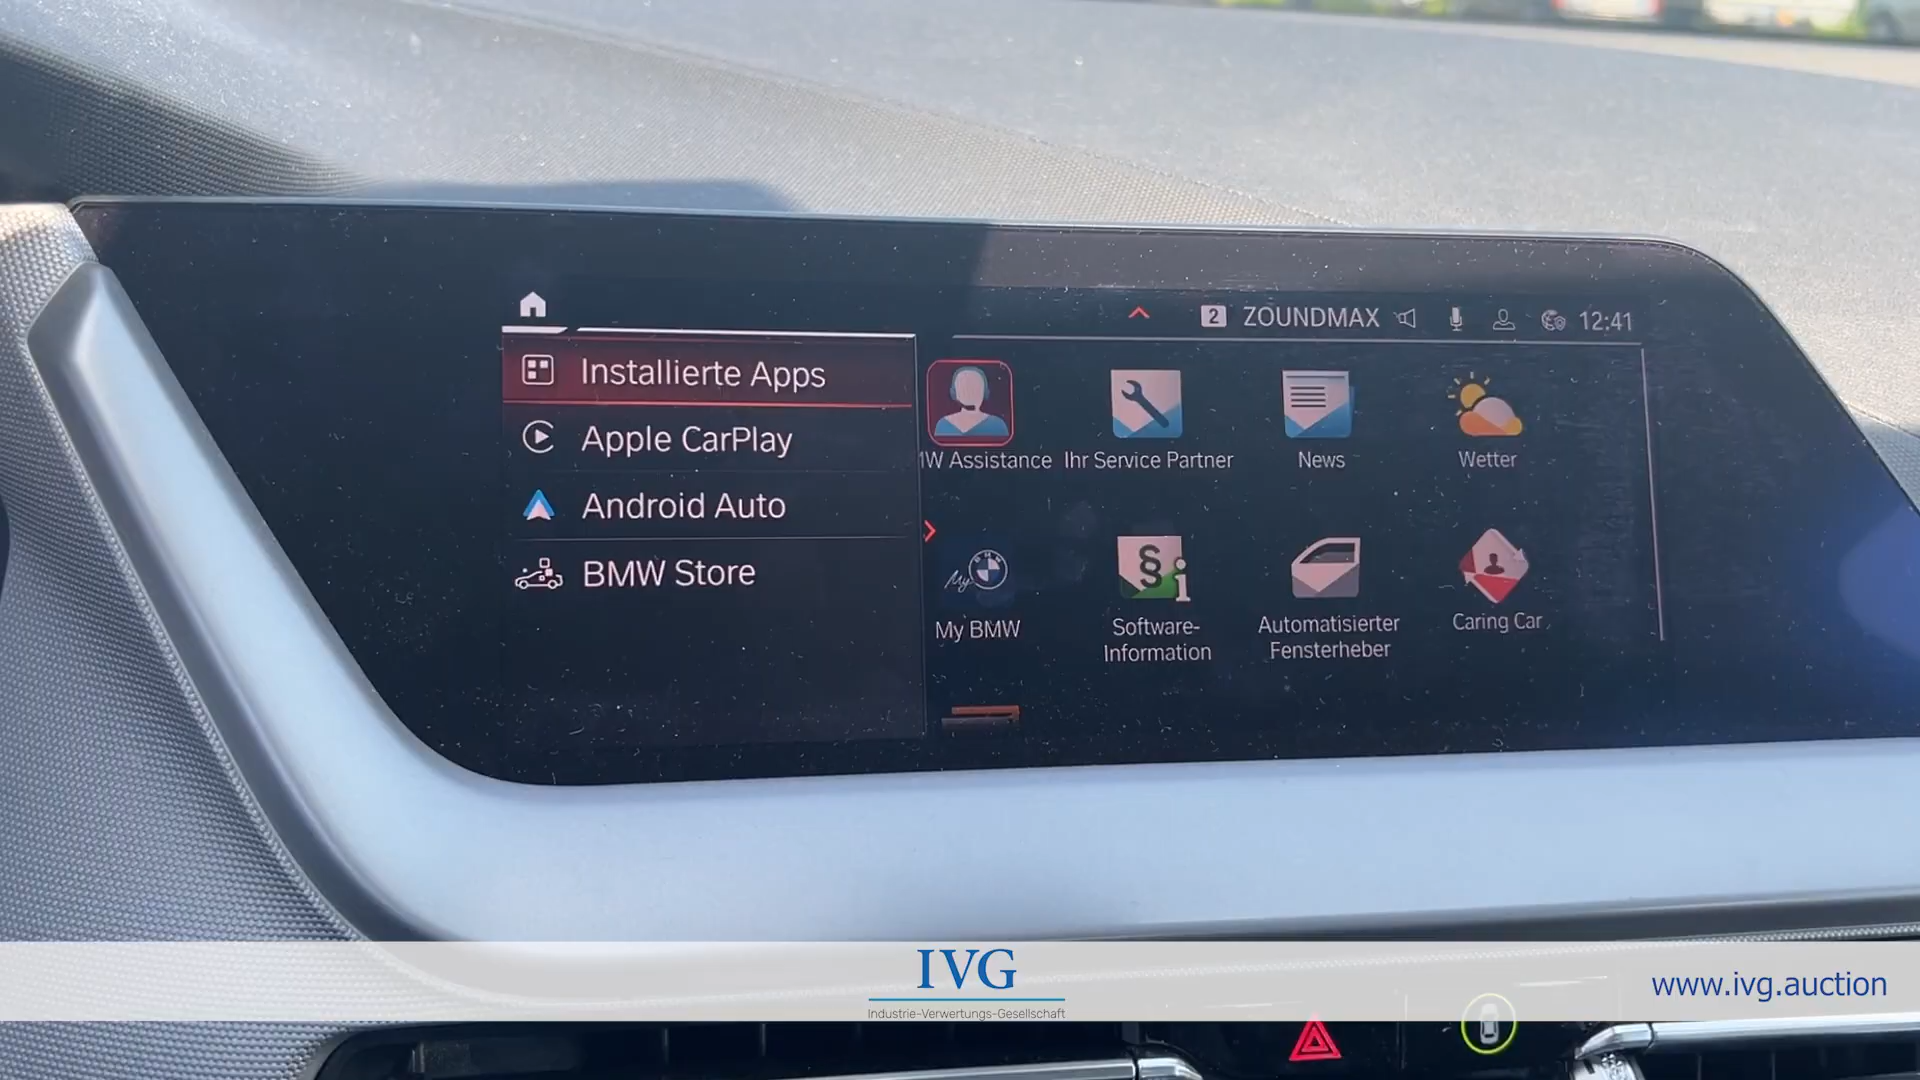 2 ZOUNDMAX 12:41
Installierte Apps
Apple CarPlay
Android Auto
BMW Store
W Assistance
Ihr Service Partner
News
Wetter
My BMW
Software-
Information
Automatisierter
Fensterheber
Caring Car
IVG
Industrie-Verwertungs-Gesellschaft
www.ivg.auction